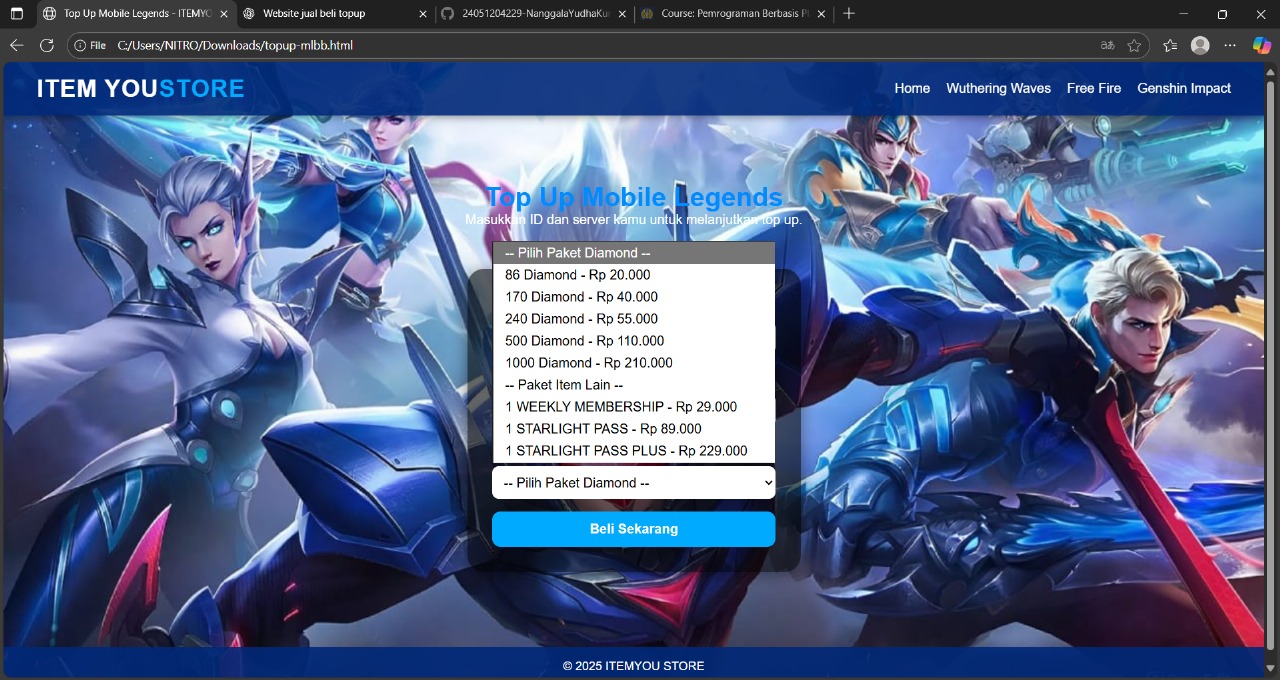 Top Up Mobile Legends - ITEMYO
Website jual beli topup
24051204229-NanggalaYudhaKu
Course: Pemrograman Berbasis Pl
File C:/Users/NITRO/Downloads/topup-mlbb.html
ITEM YOUSTORE
Home Wuthering Waves Free Fire Genshin Impact
Top Up Mobile Legends
Masukkan ID dan server kamu untuk melanjutkan top up.
-- Pilih Paket Diamond --
86 Diamond - Rp 20.000
170 Diamond - Rp 40.000
240 Diamond - Rp 55.000
500 Diamond - Rp 110.000
1000 Diamond - Rp 210.000
-- Paket Item Lain --
1 WEEKLY MEMBERSHIP - Rp 29.000
1 STARLIGHT PASS - Rp 89.000
1 STARLIGHT PASS PLUS - Rp 229.000
-- Pilih Paket Diamond --
Beli Sekarang
© 2025 ITEMYOU STORE